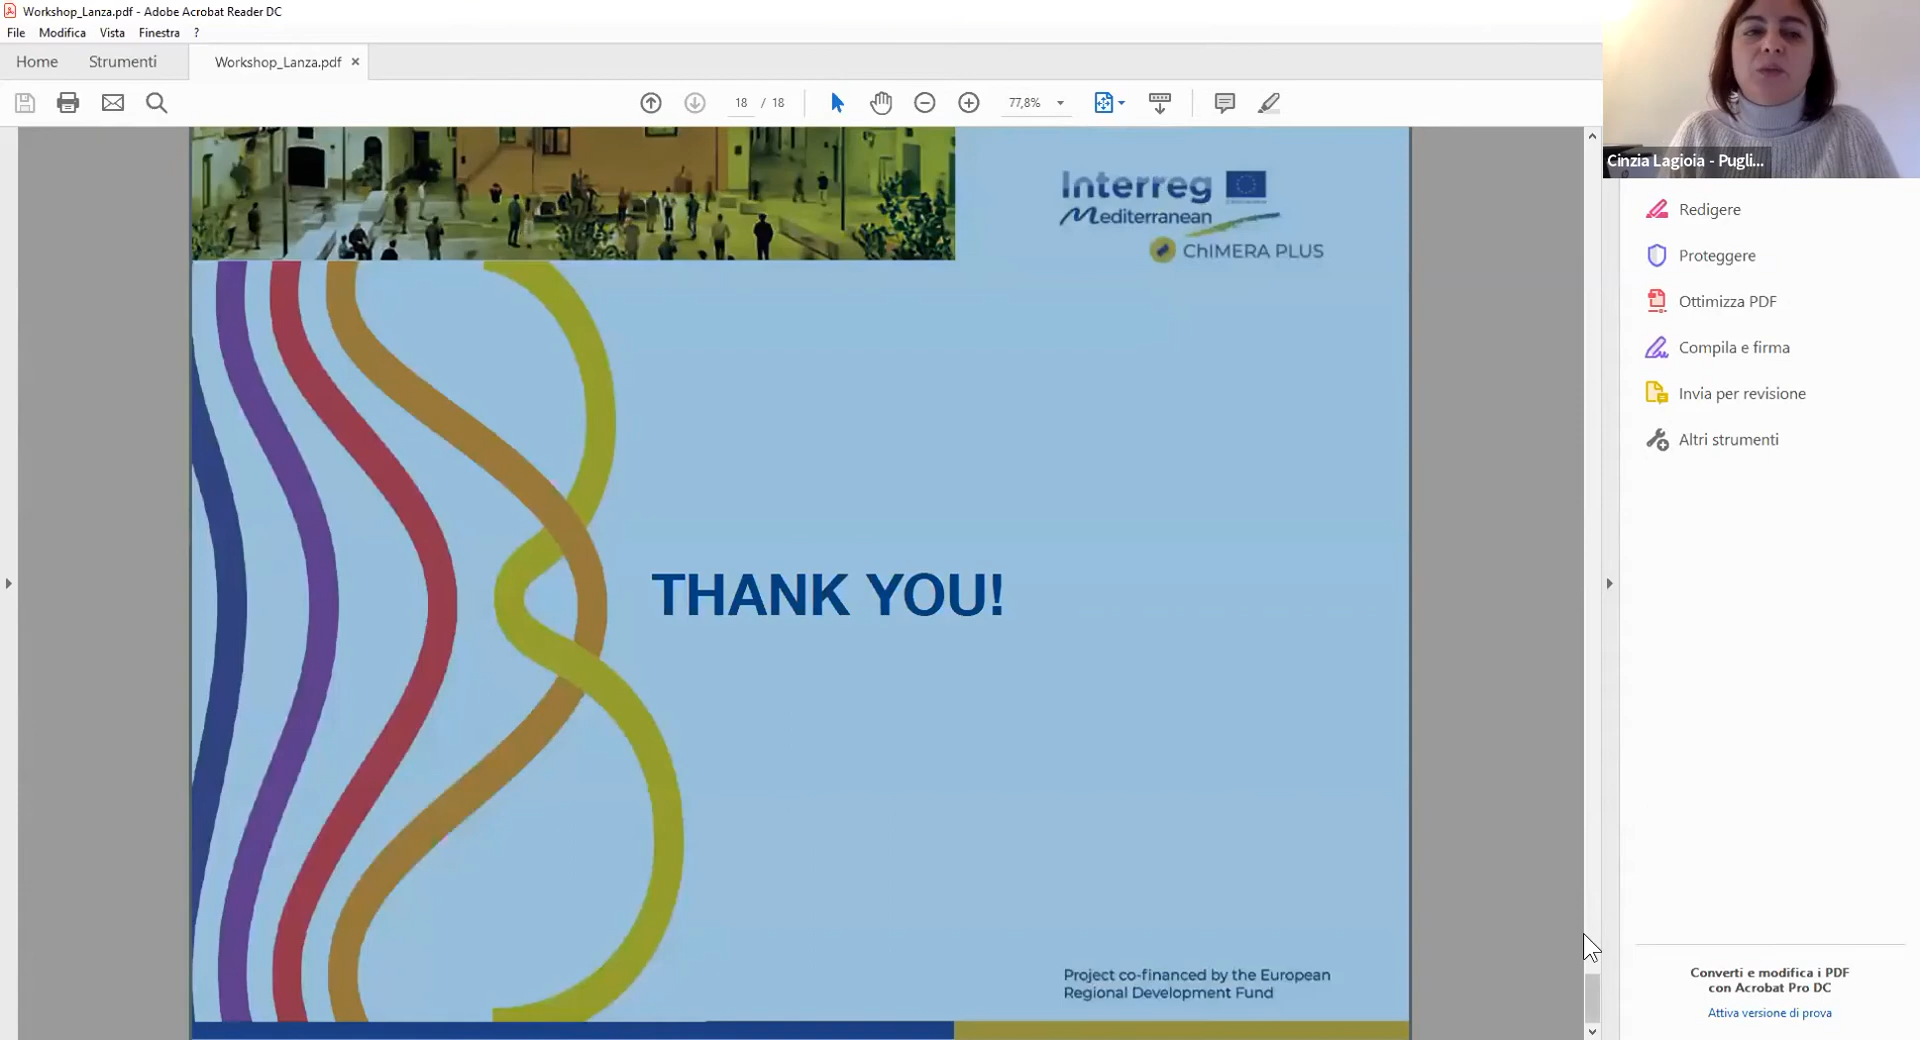 Workshop_Lanza.pdf - Adobe Acrobat Reader DC
File Modifica Vista Finestra ?
Home Strumenti Workshop_Lanza.pdf ×
18 / 18 77,8%
Cinzia Lagioia - Pugli...
Interreg
Mediterranean
ChIMERA PLUS
THANK YOU!
Project co-financed by the European
Regional Development Fund
Redigere
Proteggere
Ottimizza PDF
Compila e firma
Invia per revisione
Altri strumenti
Converti e modifica i PDF
con Acrobat Pro DC
Attiva versione di prova